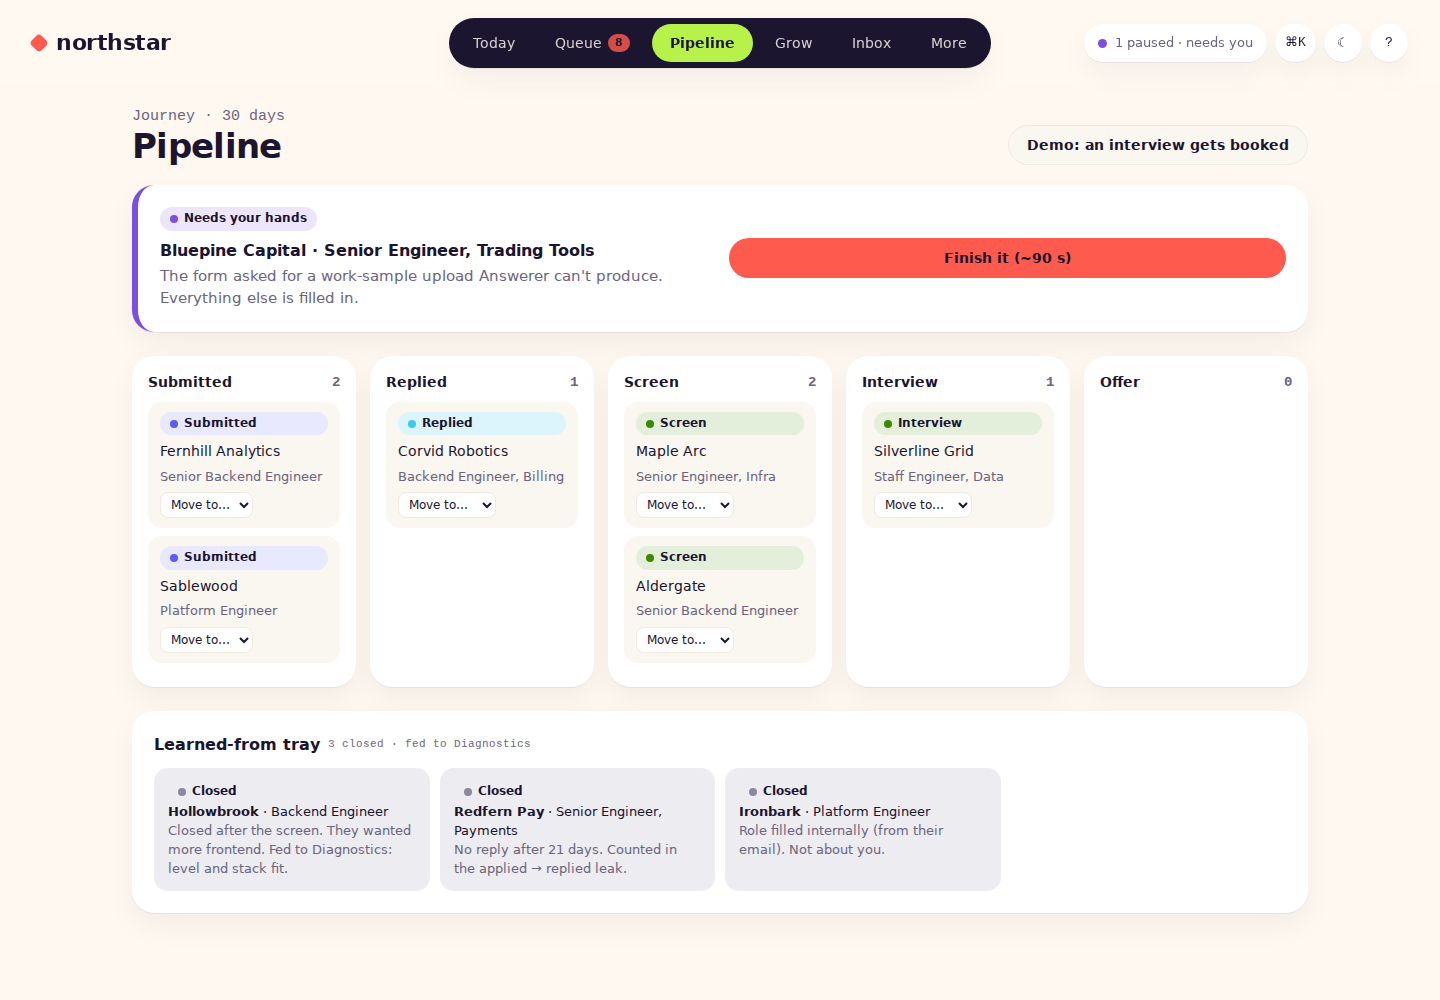 northstar
Today Queue 8 Pipeline Grow Inbox More
1 paused · needs you
⌘K
☾
?
Journey · 30 days
Pipeline
Demo: an interview gets booked
Needs your hands
Bluepine Capital · Senior Engineer, Trading Tools
The form asked for a work-sample upload Answerer can't produce.
Everything else is filled in.
Finish it (~90 s)
Submitted 2
Submitted
Fernhill Analytics
Senior Backend Engineer
Move to...
Submitted
Sablewood
Platform Engineer
Move to...
Replied 1
Replied
Corvid Robotics
Backend Engineer, Billing
Move to...
Screen 2
Screen
Maple Arc
Senior Engineer, Infra
Move to...
Screen
Aldergate
Senior Backend Engineer
Move to...
Interview 1
Interview
Silverline Grid
Staff Engineer, Data
Move to...
Offer 0
Learned-from tray 3 closed · fed to Diagnostics
Closed
Hollowbrook · Backend Engineer
Closed after the screen. They wanted
more frontend. Fed to Diagnostics:
level and stack fit.
Closed
Redfern Pay · Senior Engineer,
Payments
No reply after 21 days. Counted in
the applied → replied leak.
Closed
Ironbark · Platform Engineer
Role filled internally (from their
email). Not about you.